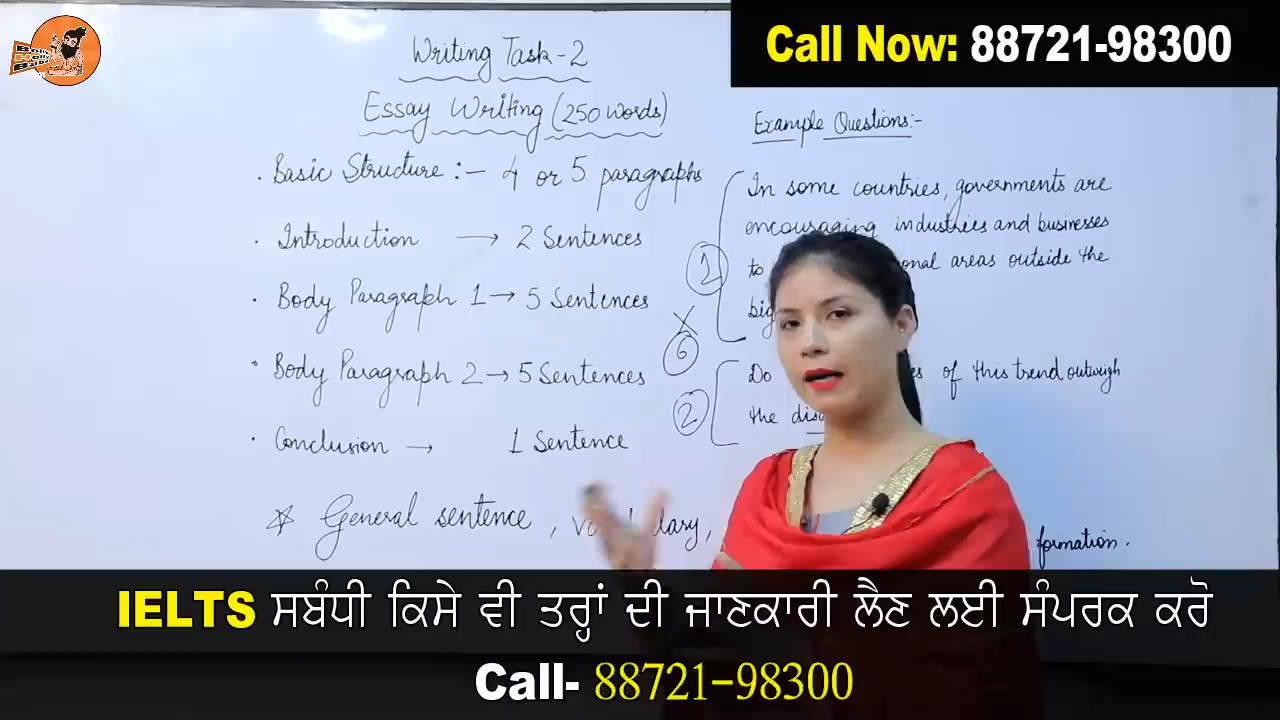 Call Now: 88721-98300
Writing Task-2
Essay Writing (250 words)
. Basic Structure :- 4 or 5 paragraphs
. Introduction → 2 Sentences
. Body Paragraph 1 → 5 Sentences
. Body Paragraph 2 → 5 Sentences
. Conclusion → 1 Sentence
General sentence ,
formation.
Example Questions:-
In some countries, governments are
encouraging industries and businesses
to areas outside the
big
Do of this trend outweigh
the
1
X
6
2
IELTS ਸਬੰਧੀ ਕਿਸੇ ਵੀ ਤਰ੍ਹਾਂ ਦੀ ਜਾਣਕਾਰੀ ਲੈਣ ਲਈ ਸੰਪਰਕ ਕਰੋ
Call- 88721-98300